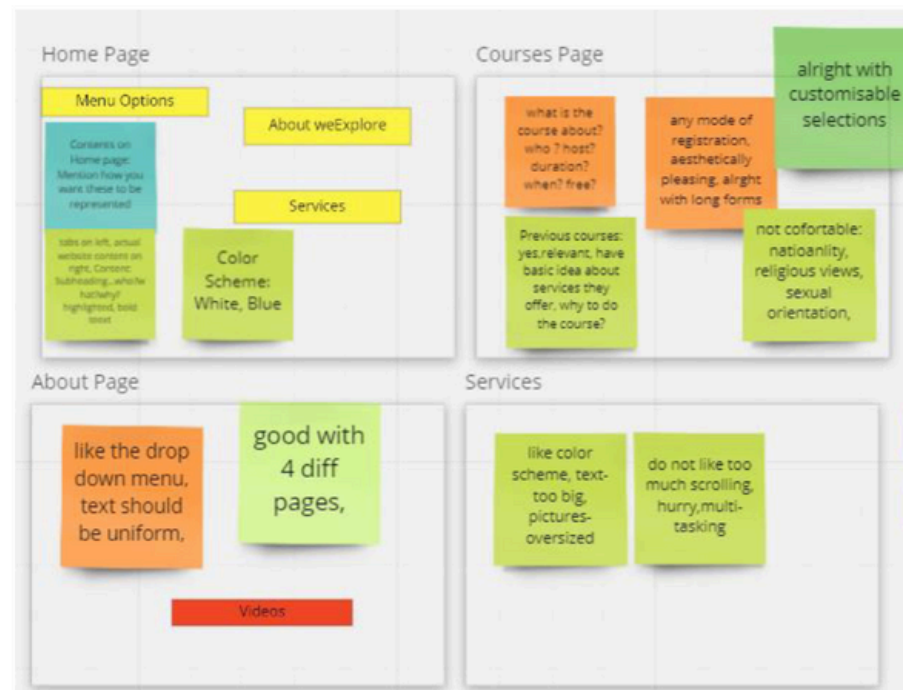 Home Page
Menu Options
About weExplore
Services
Contents on
Home page:
Mention how you
want these to be
represented
tabs on left, actual
website content on
right, Content:
Subheading...who/w
hat/why?
highlighted, bold
Color
Scheme:
White, Blue
Courses Page
what is the
course about?
who ? host?
duration?
when? free?
any mode of
registration,
aesthetically
pleasing, alrght
with long forms
alright with
customisable
selections
Previous courses:
yes,relevant, have
basic idea about
services they
offer, why to do
the course?
not cofortable:
natioanlity,
religious views,
sexual
orientation,
About Page
like the drop
down menu,
text should
be uniform,
good with
4 diff
pages,
Videos
Services
like color
scheme, text-
too big,
pictures-
oversized
do not like too
much scrolling,
hurry,multi-
tasking